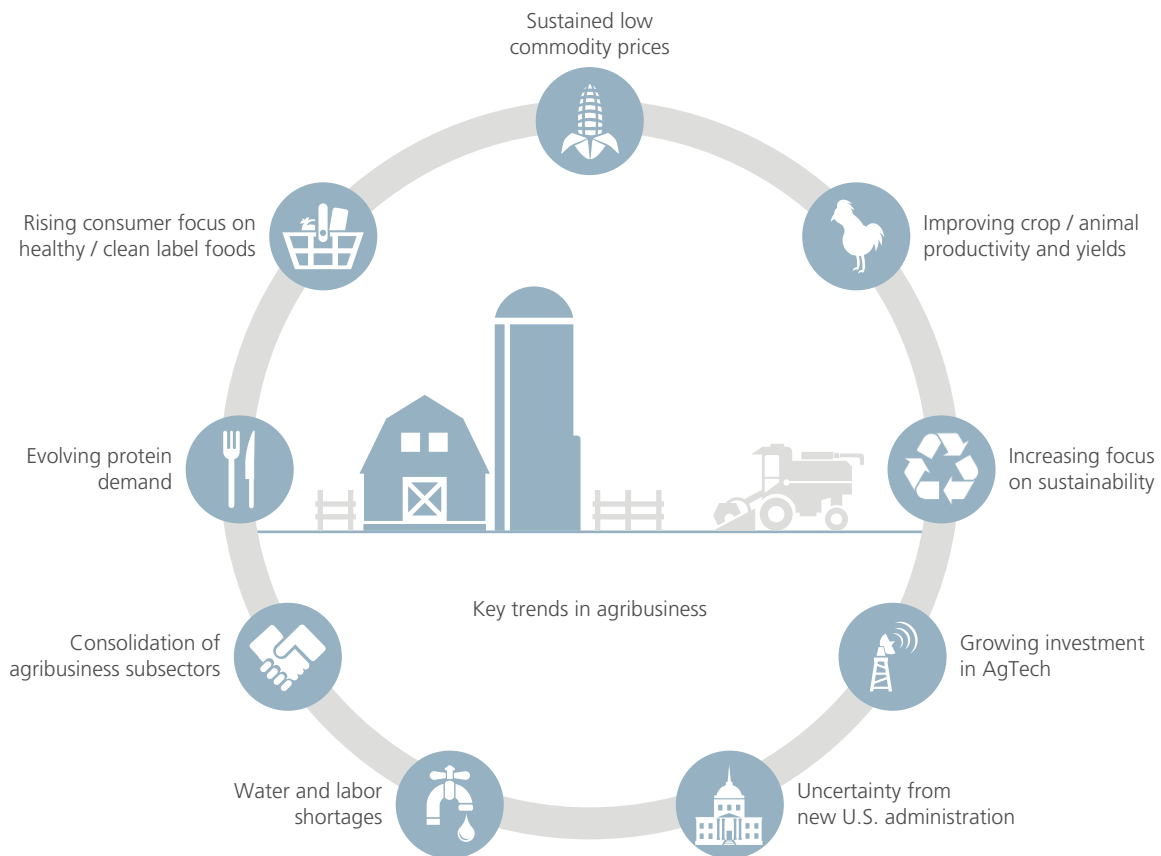 Sustained low
commodity prices
Rising consumer focus on
healthy / clean label foods
Improving crop / animal
productivity and yields
Evolving protein
demand
Increasing focus
on sustainability
Key trends in agribusiness
Consolidation of
agribusiness subsectors
Growing investment
in AgTech
Water and labor
shortages
Uncertainty from
new U.S. administration